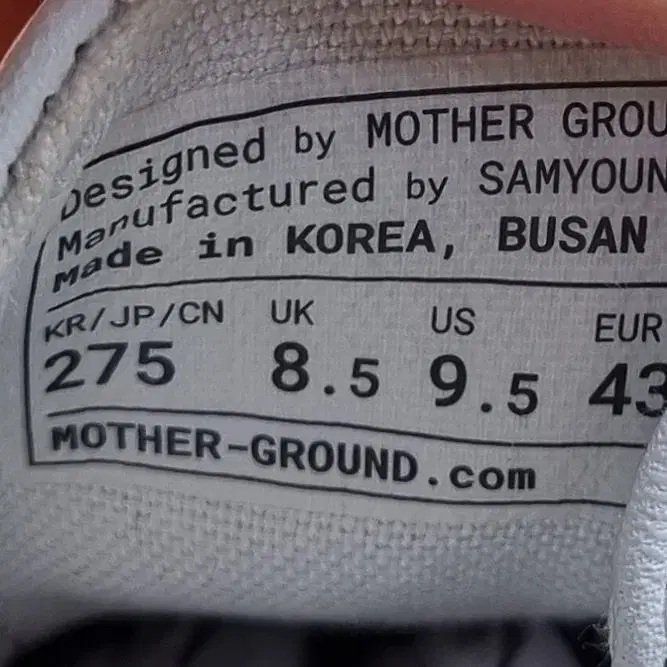 Designed by MOTHER GROU
Manufactured by SAMYOUN
Made in KOREA, BUSAN
KR/JP/CN UK US EUR
275 8.5 9.5 43
MOTHER-GROUND.com